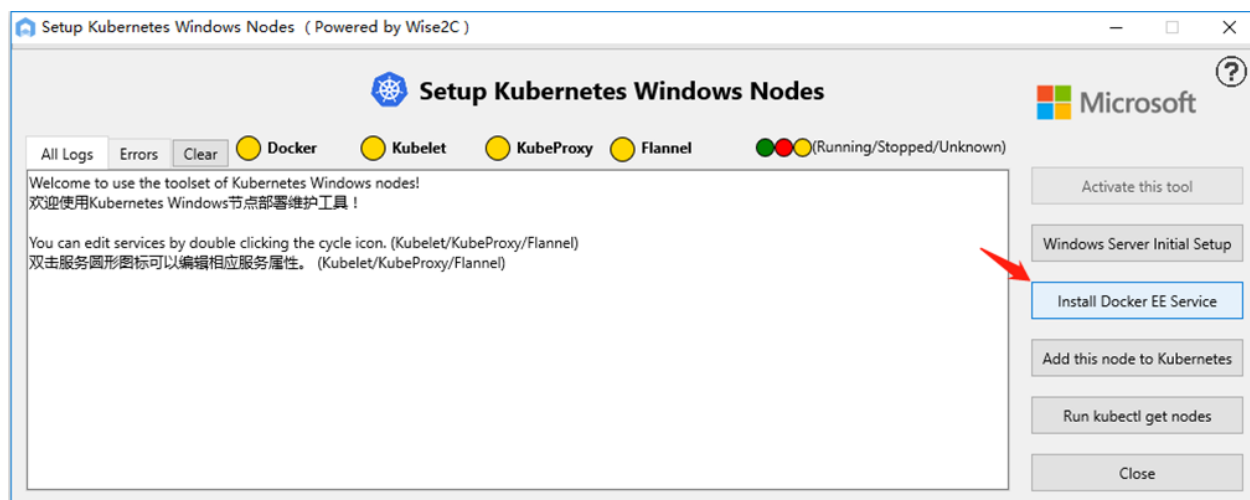 Setup Kubernetes Windows Nodes ( Powered by Wise2C )
Setup Kubernetes Windows Nodes
?
Microsoft
All Logs
Errors
Clear
Docker
Kubelet
KubeProxy
Flannel
(Running/Stopped/Unknown)
Welcome to use the toolset of Kubernetes Windows nodes!
欢迎使用Kubernetes Windows节点部署维护工具！
You can edit services by double clicking the cycle icon. (Kubelet/KubeProxy/Flannel)
双击服务圆形图标可以编辑相应服务属性。 (Kubelet/KubeProxy/Flannel)
Activate this tool
Windows Server Initial Setup
Install Docker EE Service
Add this node to Kubernetes
Run kubectl get nodes
Close